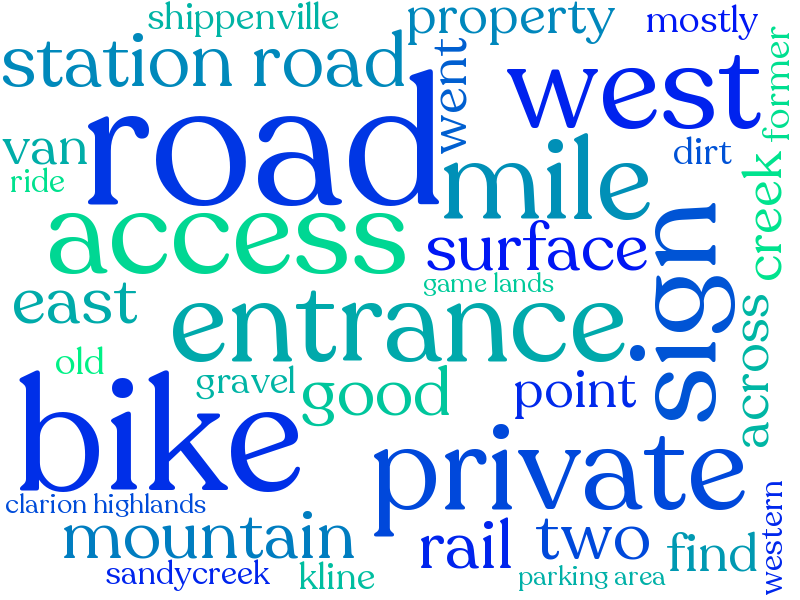 shippenville
property
mostly
station road
went
west
former
road
van
ride
mile
dirt
access
surface
sign
creek
east
game lands
entrance
across
old
gravel
good
point
bike
private
clarion highlands
mountain
rail
two
find
western
sandycreek
kline
parking area